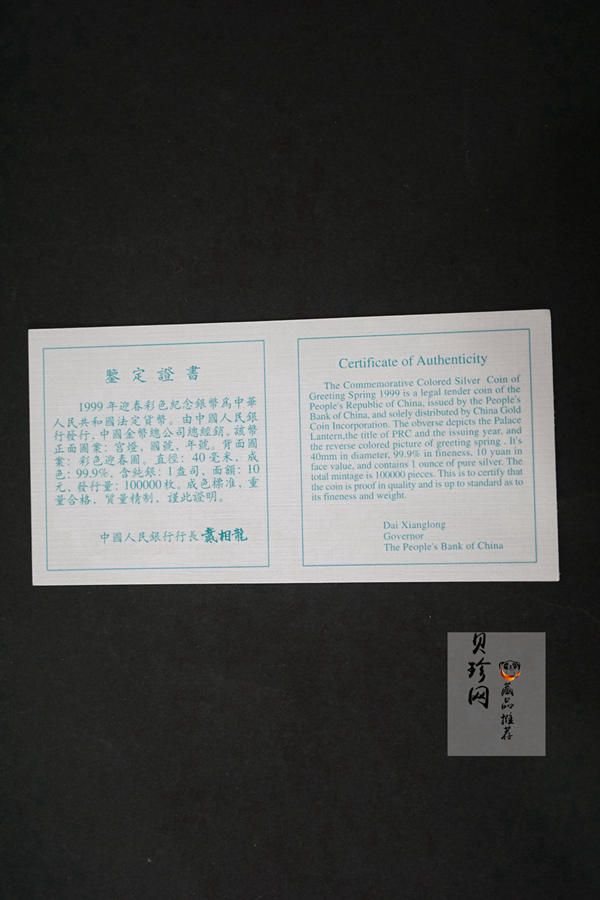 鑒定證書
1999年迎春彩色紀念銀幣爲中華
人民共和國法定貨幣。由中國人民銀
行發行，中國金幣總公司總經銷。該幣
正面圖案：宮燈、國號、年號。背面圖
案：彩色迎春圖。直徑：40毫米，成
色：99.9%，含純銀：1盎司，面額：10
元，發行量：100000枚。成色標准，重
量合格，質量精制，謹此證明。
中國人民銀行行長 戴相龍
Certificate of Authenticity
The Commemorative Colored Silver Coin of
Greeting Spring 1999 is a legal tender coin of the
People's Republic of China, issued by the People's
Bank of China, and solely distributed by China Gold
Coin Incorporation. The obverse depicts the Palace
Lantern,the title of PRC and the issuing year, and
the reverse colored picture of greeting spring . It's
40mm in diameter, 99.9% in fineness, 10 yuan in
face value, and contains 1 ounce of pure silver. The
total mintage is 100000 pieces. This is to certify that
the coin is proof in quality and is up to standard as to
its fineness and weight.
Dai Xianglong
Governor
The People's Bank of China
贝珍网
藏品推荐